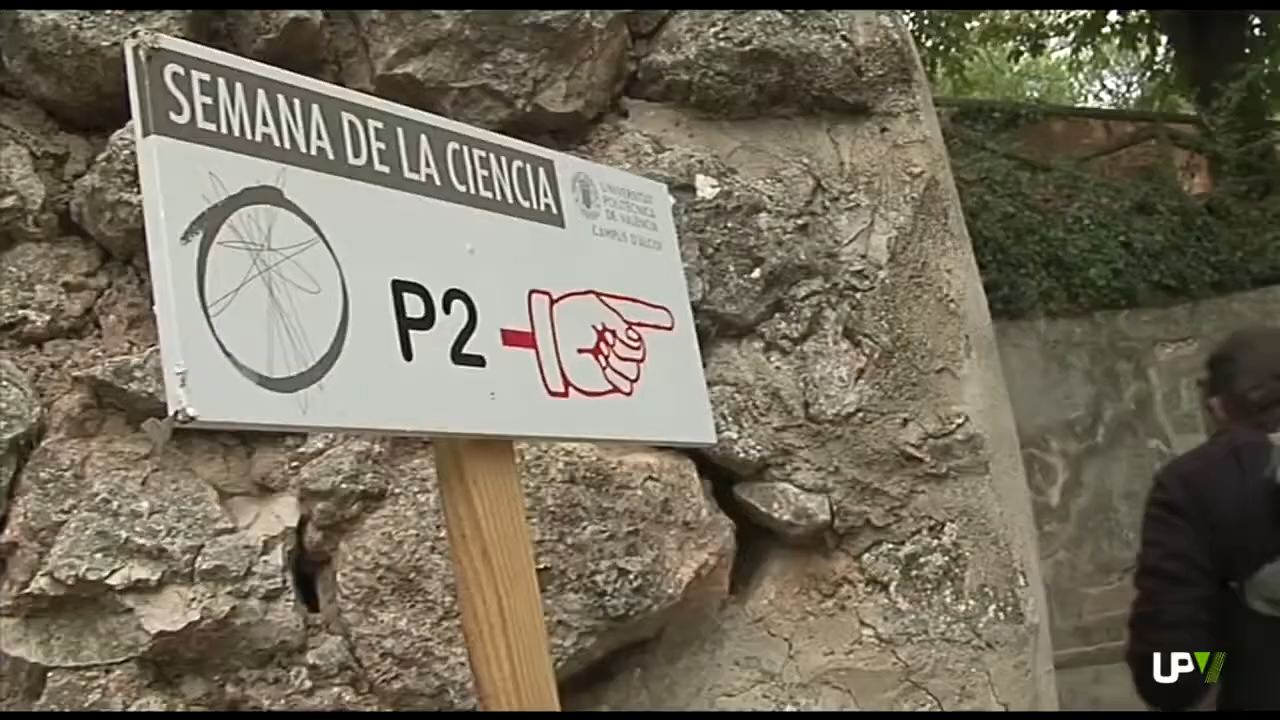 SEMANA DE LA CIENCIA
UNIVERSITAT
POLITÈCNICA
DE VALÈNCIA
CAMPUS D'ALCOI
P2
UPV